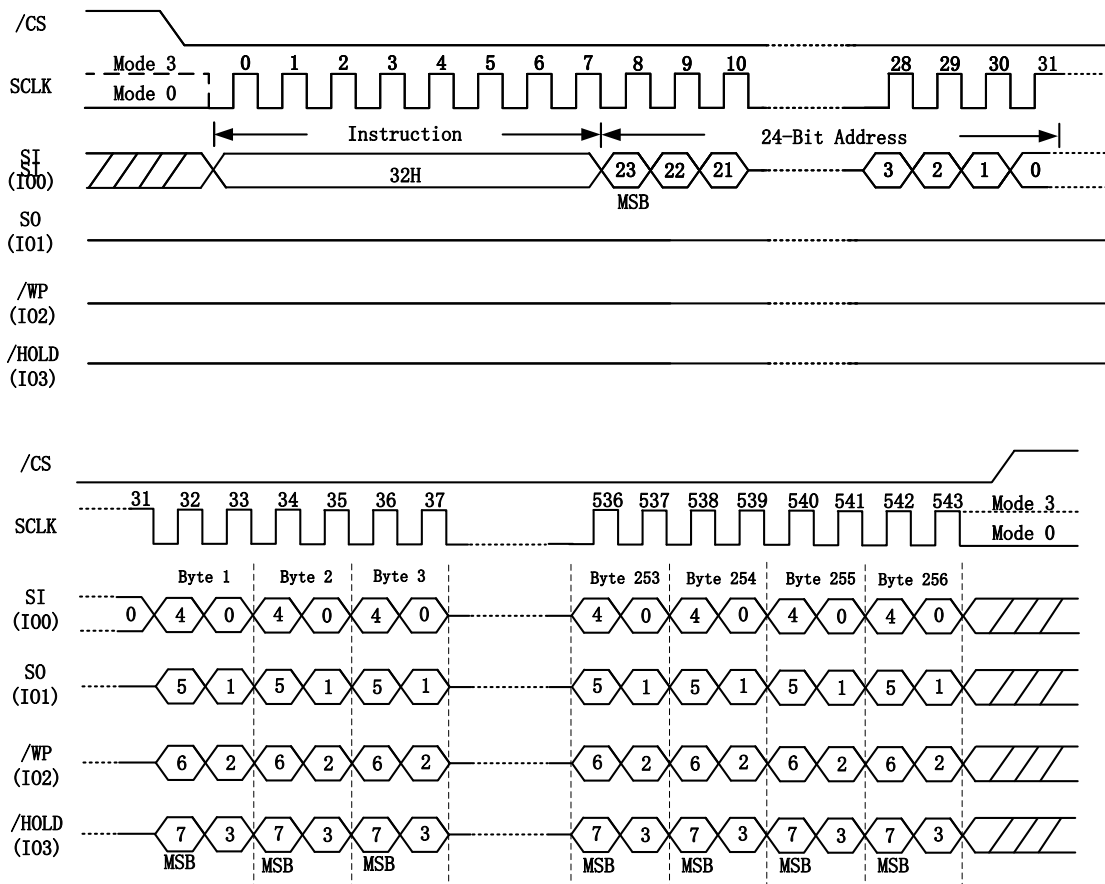 /CS
Mode 3
0 1 2 3 4 5 6 7 8 9 10 28 29 30 31
SCLK
Mode 0
Instruction 24-Bit Address
SI
SI
(IO0)
32H 23 22 21 3 2 1 0
MSB
SO
(IO1)
/WP
(IO2)
/HOLD
(IO3)
/CS
31 32 33 34 35 36 37 536 537 538 539 540 541 542 543 Mode 3
SCLK
Mode 0
Byte 1 Byte 2 Byte 3 Byte 253 Byte 254 Byte 255 Byte 256
SI
(IO0)
0 4 0 4 0 4 0 4 0 4 0 4 0 4 0
SO
(IO1)
5 1 5 1 5 1 5 1 5 1 5 1 5 1
/WP
(IO2)
6 2 6 2 6 2 6 2 6 2 6 2 6 2
/HOLD
(IO3)
7 3 7 3 7 3 7 3 7 3 7 3 7 3
MSB MSB MSB MSB MSB MSB MSB